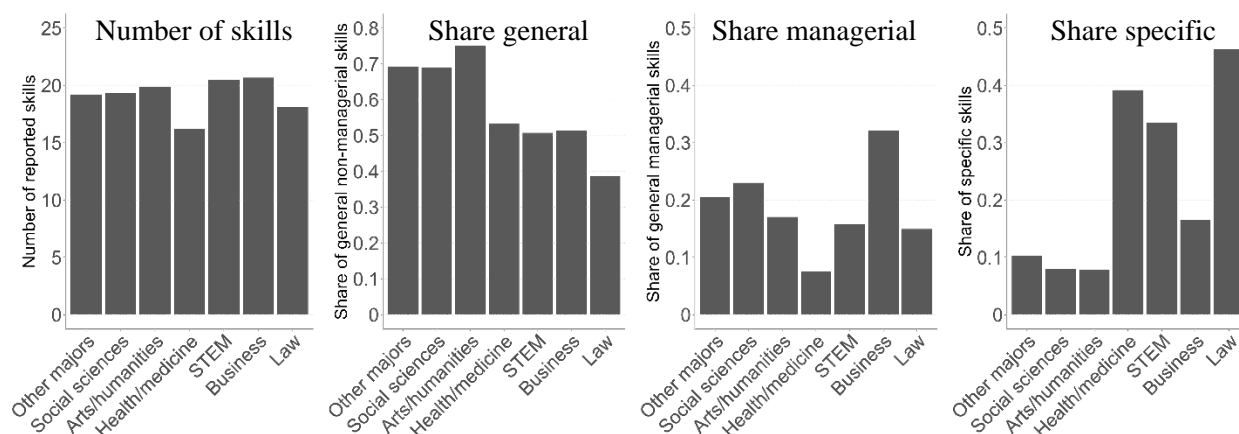 Number of skills
Number of reported skills
25
20
15
10
5
0
Other majors
Social sciences
Arts/humanities
Health/medicine
STEM
Business
Law
Share general
Share of general non-managerial skills
0.8
0.7
0.6
0.5
0.4
0.3
0.2
0.1
0
Other majors
Social sciences
Arts/humanities
Health/medicine
STEM
Business
Law
Share managerial
Share of general managerial skills
0.5
0.4
0.3
0.2
0.1
0
Other majors
Social sciences
Arts/humanities
Health/medicine
STEM
Business
Law
Share specific
Share of specific skills
0.5
0.4
0.3
0.2
0.1
0
Other majors
Social sciences
Arts/humanities
Health/medicine
STEM
Business
Law